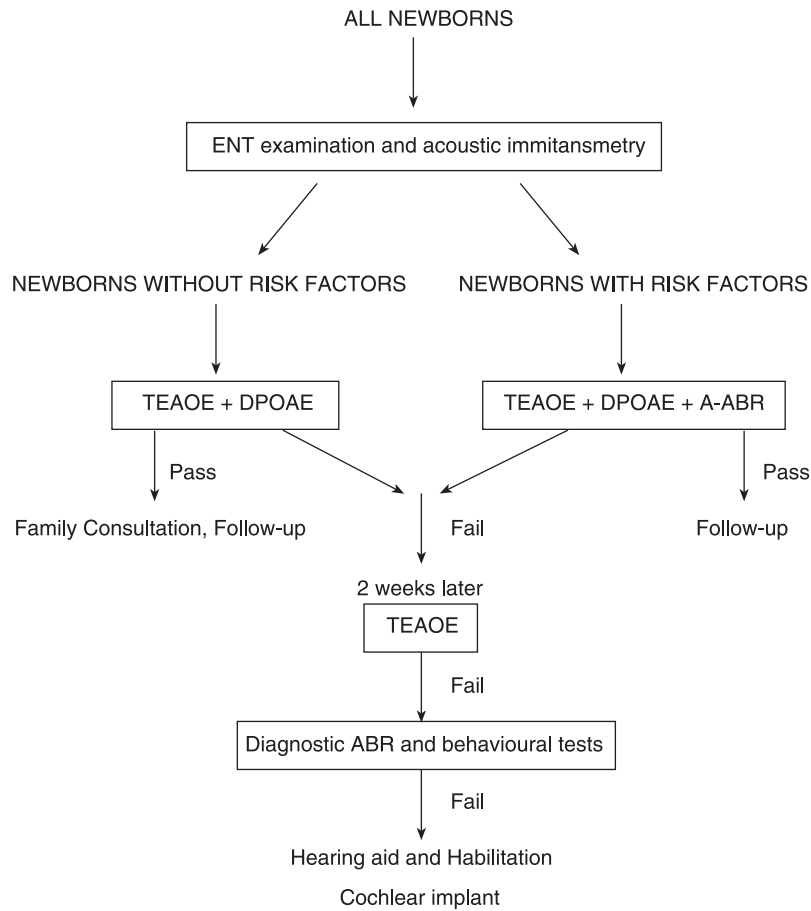 ALL NEWBORNS
ENT examination and acoustic immitansmetry
NEWBORNS WITHOUT RISK FACTORS
NEWBORNS WITH RISK FACTORS
TEAOE + DPOAE
TEAOE + DPOAE + A-ABR
Pass
Pass
Family Consultation, Follow-up
Fail
Follow-up
2 weeks later
TEAOE
Fail
Diagnostic ABR and behavioural tests
Fail
Hearing aid and Habilitation
Cochlear implant